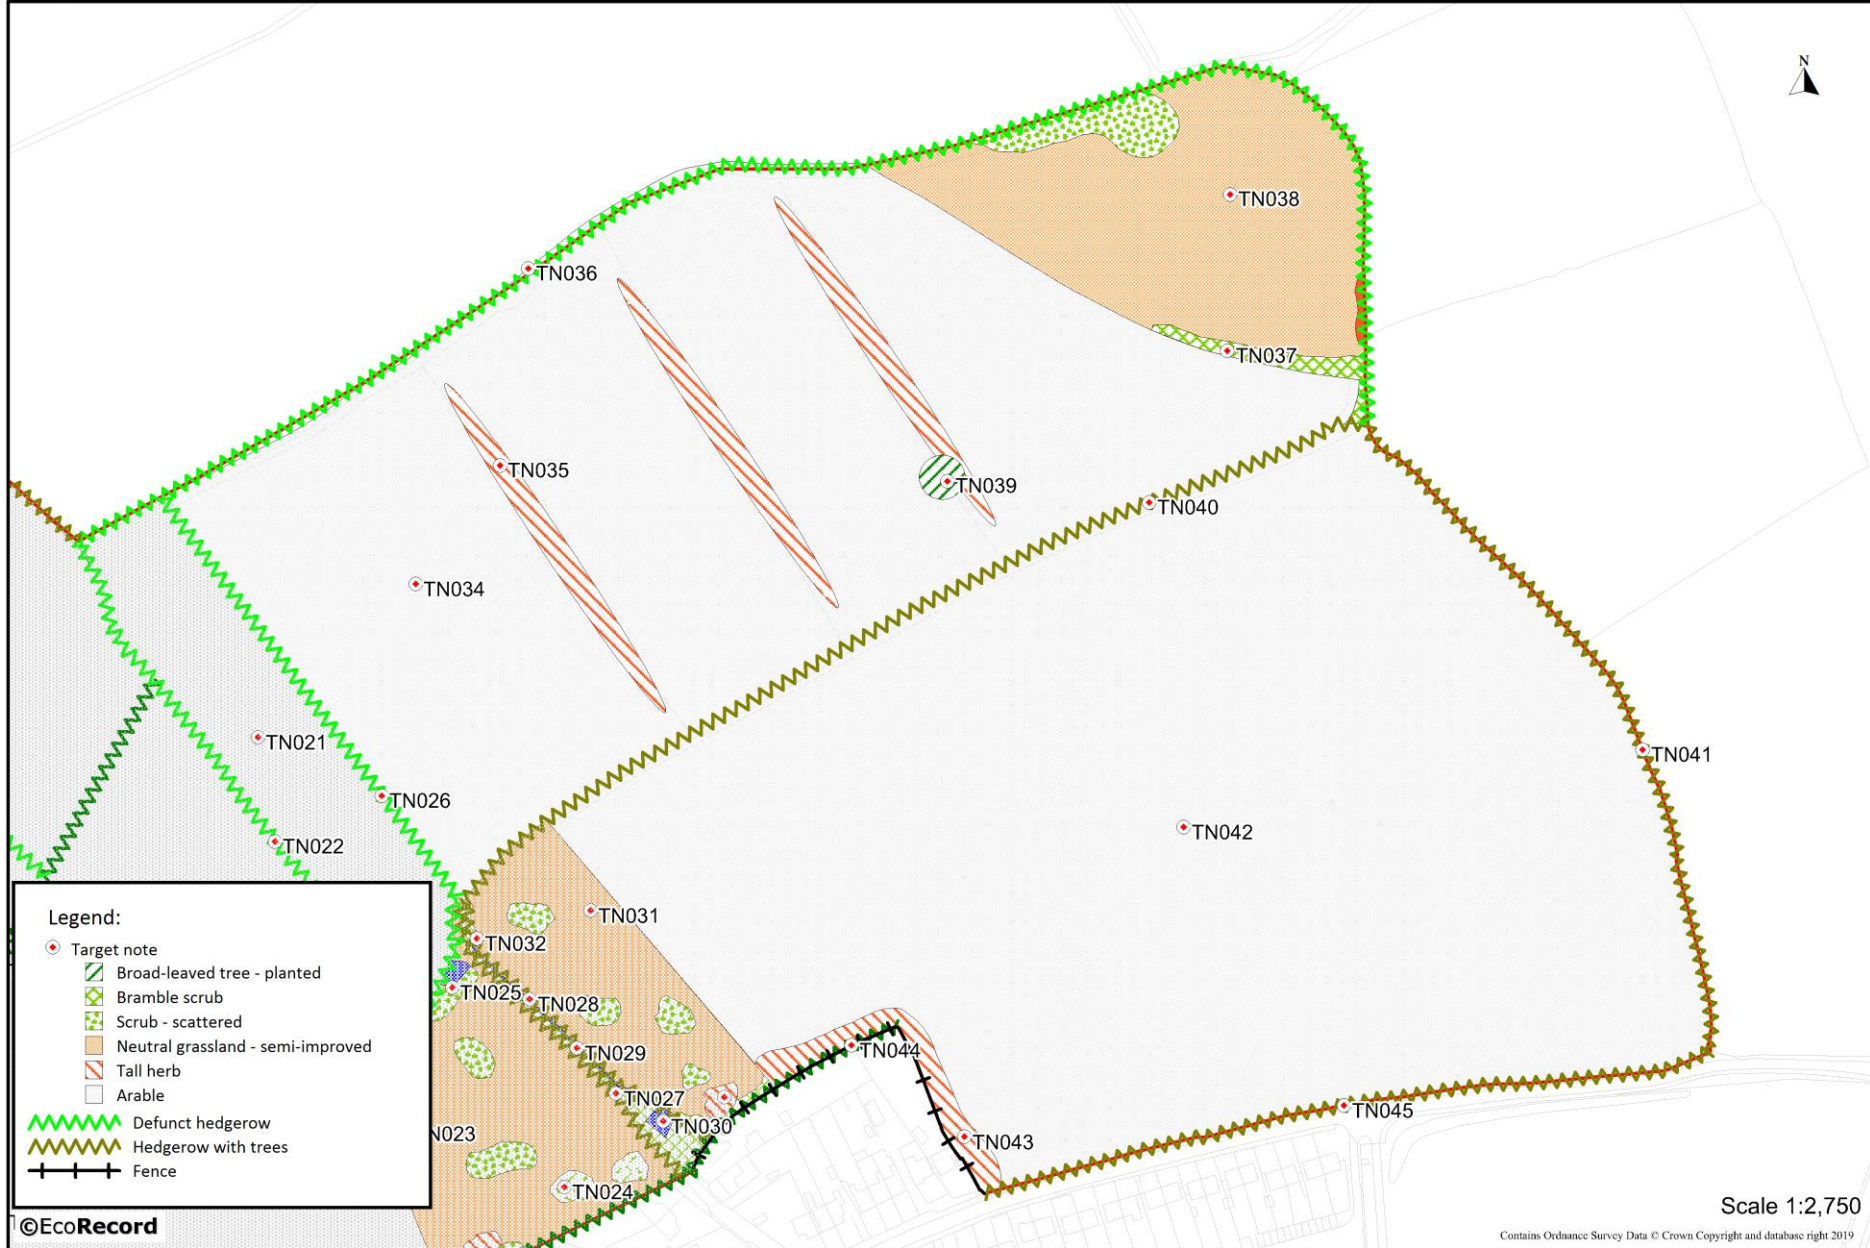 N
TN038
TN036
TN037
TN035
TN039
TN040
TN034
TN021
TN041
TN026
TN042
TN022
Legend:
Target note
Broad-leaved tree - planted
Bramble scrub
Scrub - scattered
Neutral grassland - semi-improved
Tall herb
Arable
Defunct hedgerow
Hedgerow with trees
Fence
TN031
TN032
TN025
TN028
TN029
TN044
TN027
TN030
TN045
N023
TN043
TN024
Scale 1:2,750
©EcoRecord
Contains Ordnance Survey Data © Crown Copyright and database right 2019